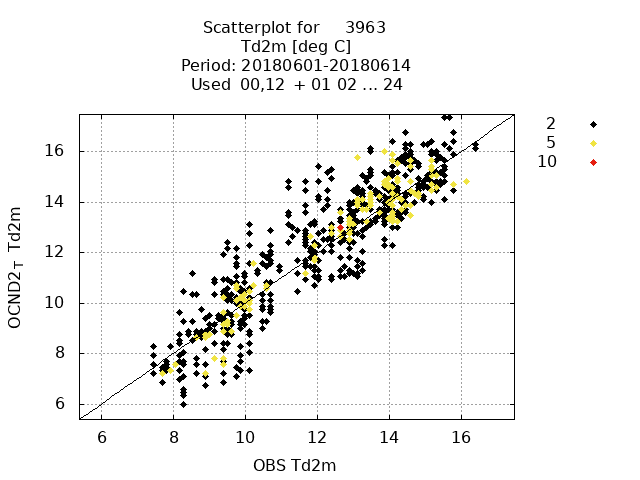 Scatterplot for 3963
Td2m [deg C]
Period: 20180601-20180614
Used 00,12 + 01 02 ... 24
2
5
10
16
14
12
10
8
6
OCND2_T Td2m
6 8 10 12 14 16
OBS Td2m